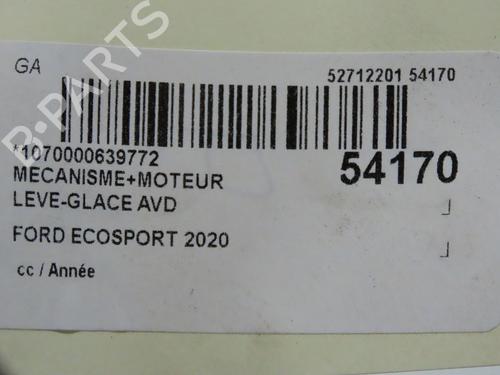 GA
52712201 54170
*1070000639772
54170
MECANISME+MOTEUR
LEVE-GLACE AVD
FORD ECOSPORT 2020
cc / Année
B-PARTS